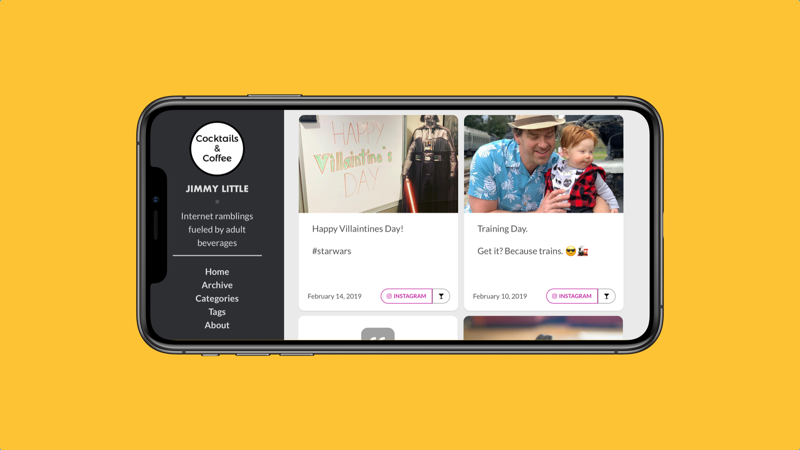 Cocktails
&
Coffee
JIMMY LITTLE
Internet ramblings
fueled by adult
beverages
Home
Archive
Categories
Tags
About
HAPPY
Villaintine's
DAY
Happy Villaintines Day!
#starwars
February 14, 2019
INSTAGRAM
Training Day.
Get it? Because trains. 😎🚂
February 10, 2019
INSTAGRAM